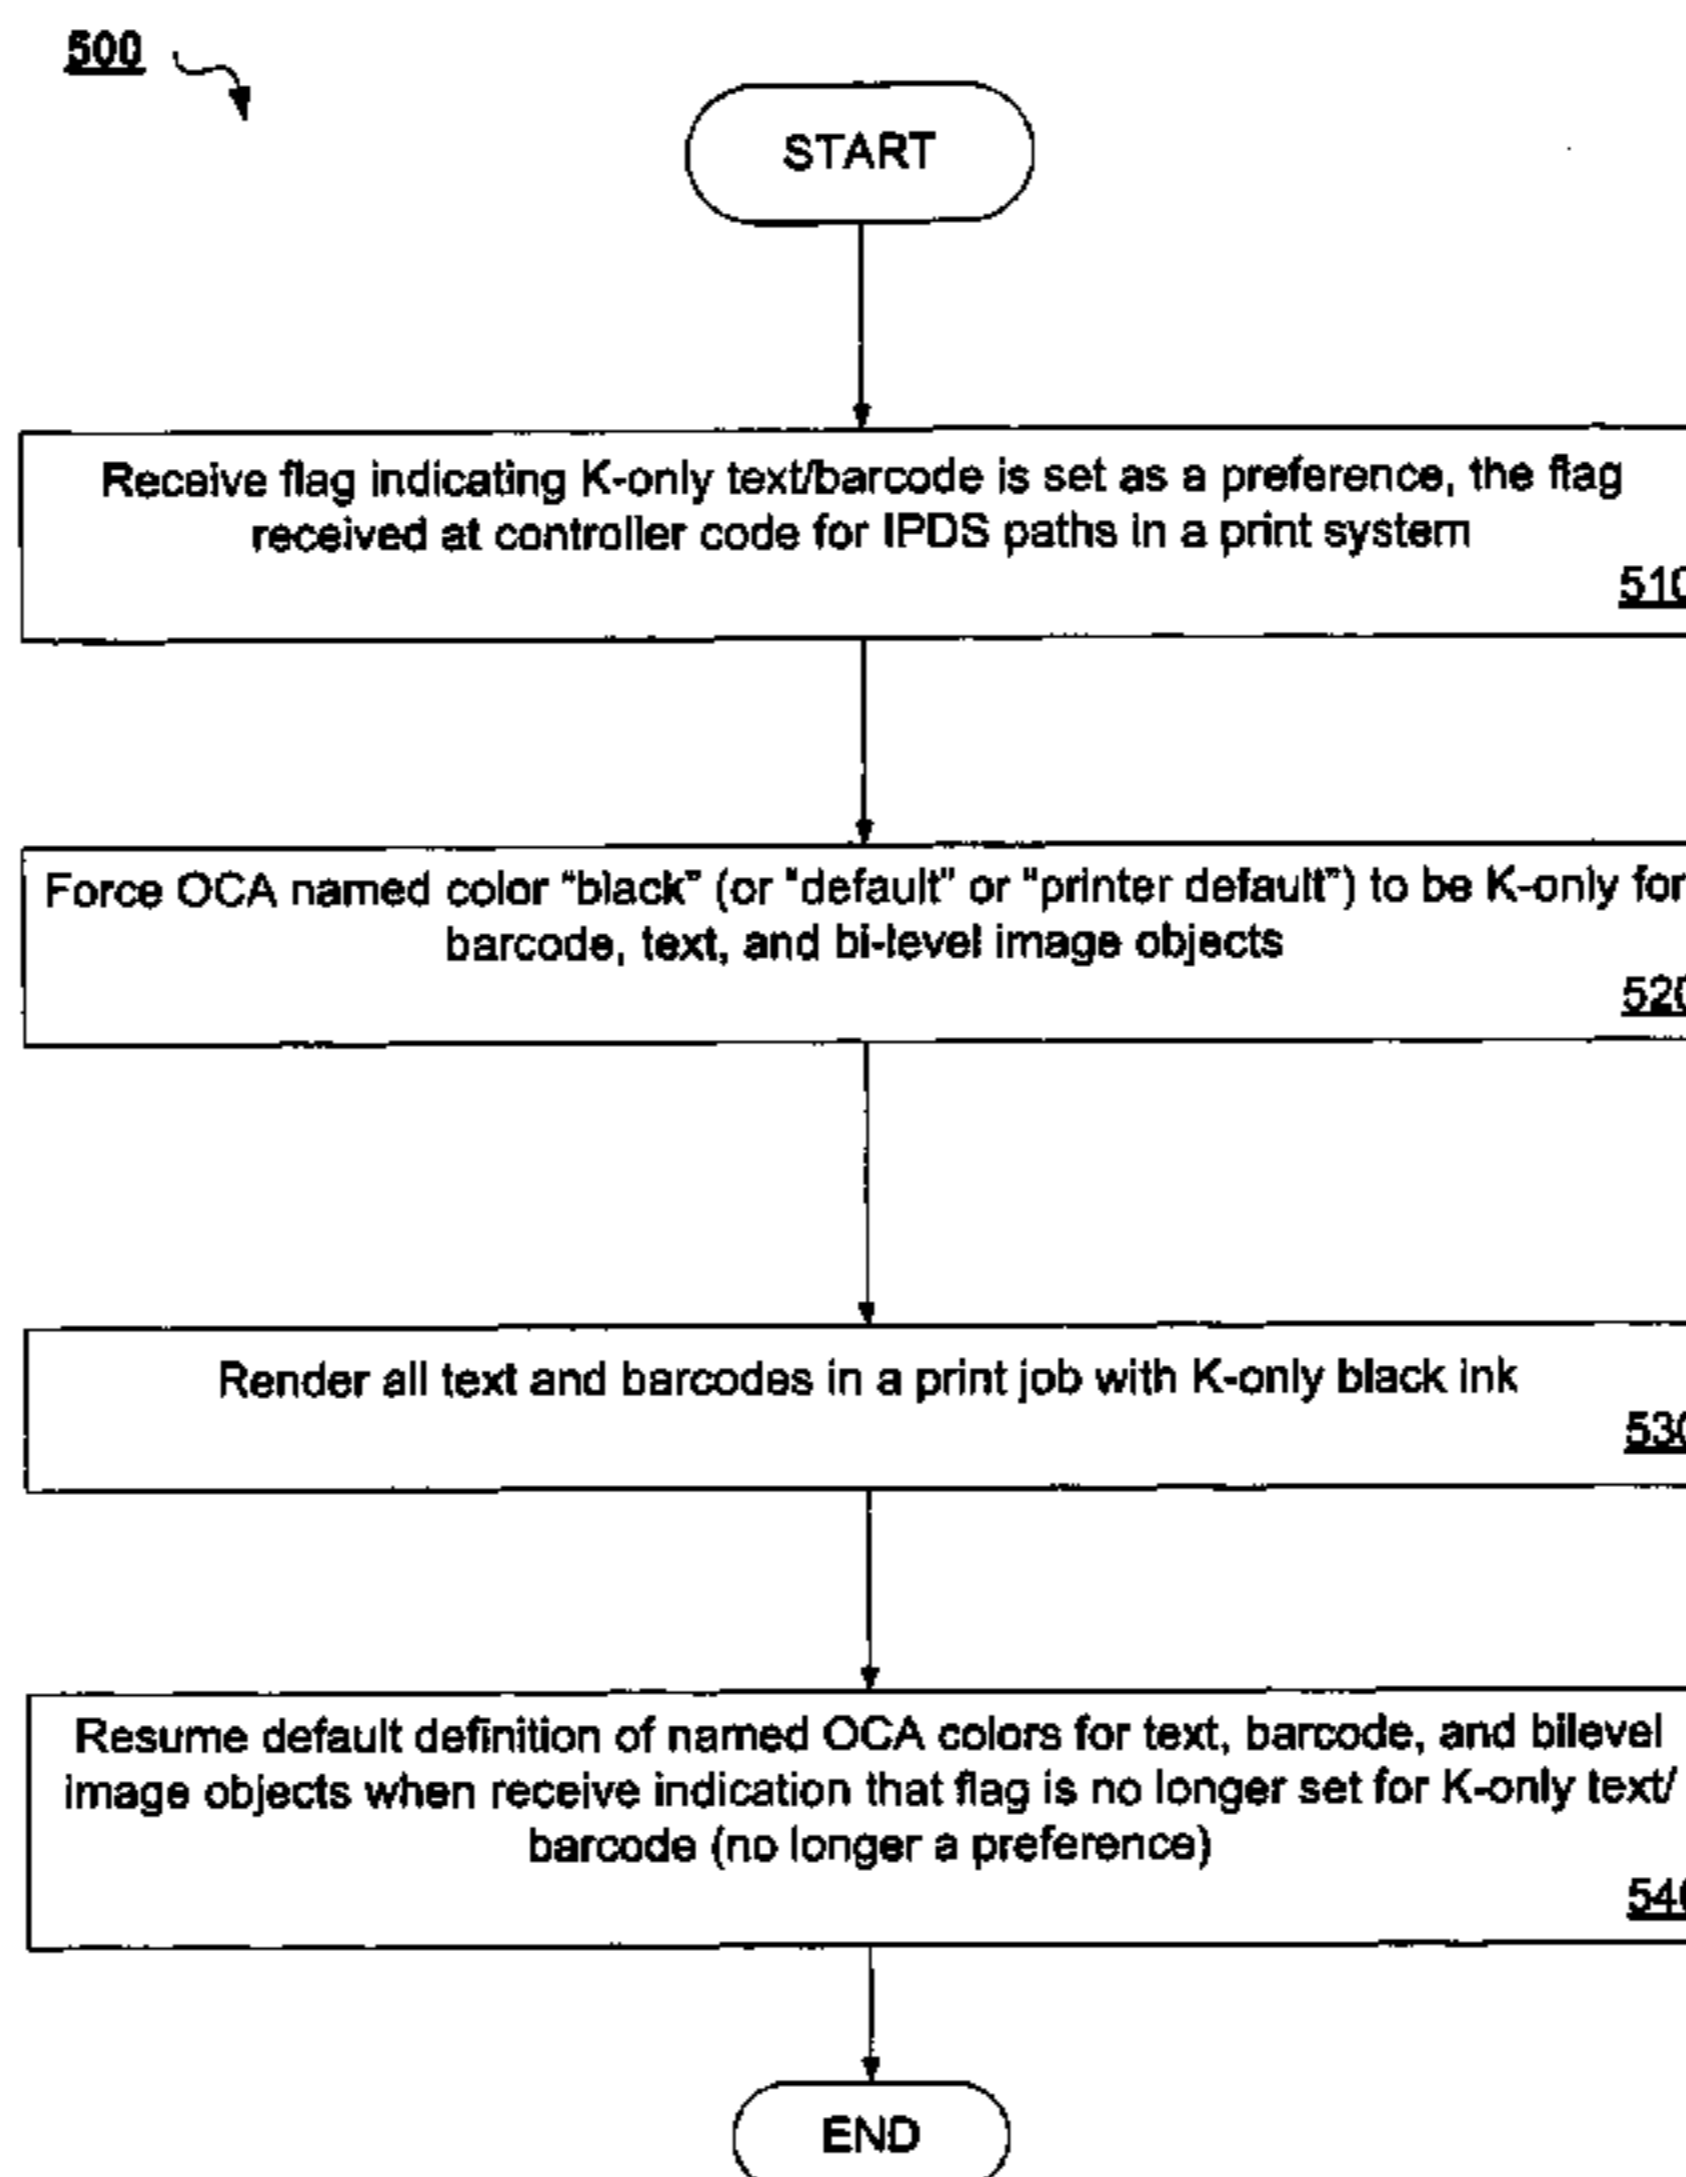 500
START
Receive flag indicating K-only text/barcode is set as a preference, the flag
received at controller code for IPDS paths in a print system
510
Force OCA named color “black” (or "default” or "printer default”) to be K-only for
barcode, text, and bi-level image objects
520
Render all text and barcodes in a print job with K-only black ink
530
Resume default definition of named OCA colors for text, barcode, and bilevel
image objects when receive indication that flag is no longer set for K-only text/
barcode (no longer a preference)
540
END